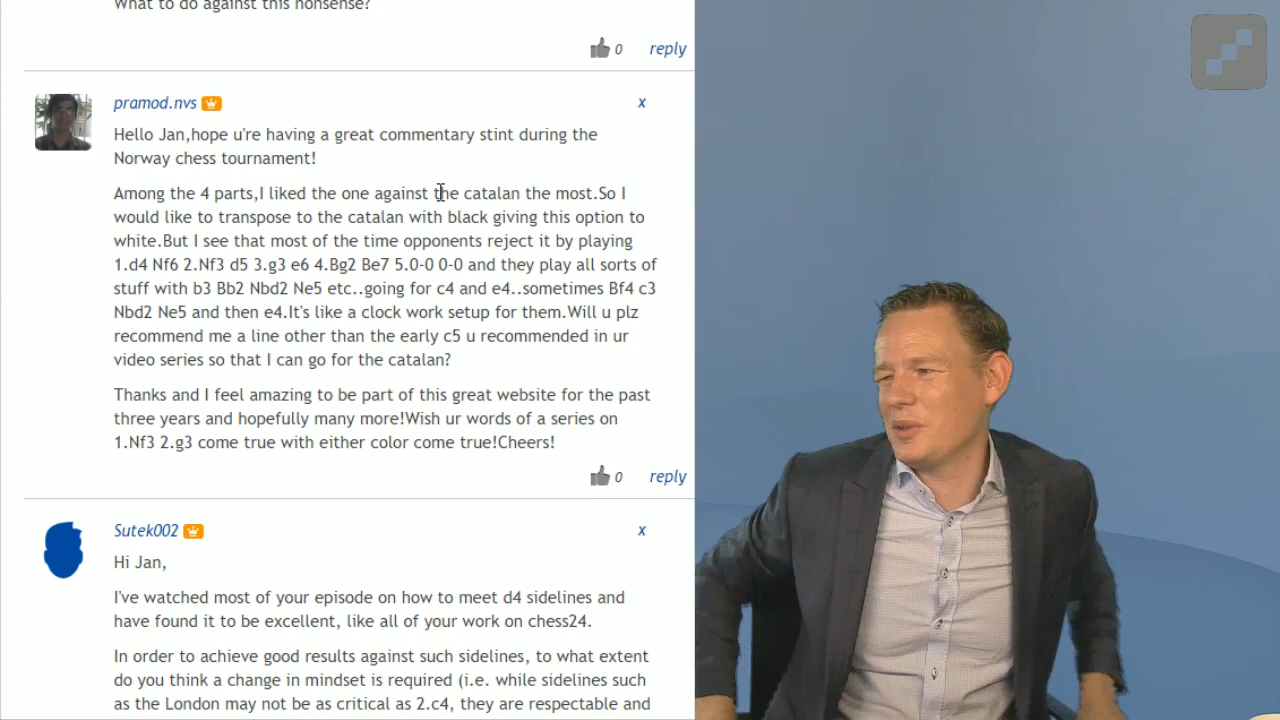 What to do against this nonsense?
0 reply
pramod.nvs x
Hello Jan,hope u're having a great commentary stint during the
Norway chess tournament!
Among the 4 parts,I liked the one against the catalan the most.So I
would like to transpose to the catalan with black giving this option to
white.But I see that most of the time opponents reject it by playing
1.d4 Nf6 2.Nf3 d5 3.g3 e6 4.Bg2 Be7 5.0-0 0-0 and they play all sorts of
stuff with b3 Bb2 Nbd2 Ne5 etc..going for c4 and e4..sometimes Bf4 c3
Nbd2 Ne5 and then e4.It's like a clock work setup for them.Will u plz
recommend me a line other than the early c5 u recommended in ur
video series so that I can go for the catalan?
Thanks and I feel amazing to be part of this great website for the past
three years and hopefully many more!Wish ur words of a series on
1.Nf3 2.g3 come true with either color come true!Cheers!
0 reply
Sutek002 x
Hi Jan,
I've watched most of your episode on how to meet d4 sidelines and
have found it to be excellent, like all of your work on chess24.
In order to achieve good results against such sidelines, to what extent
do you think a change in mindset is required (i.e. while sidelines such
as the London may not be as critical as 2.c4, they are respectable and